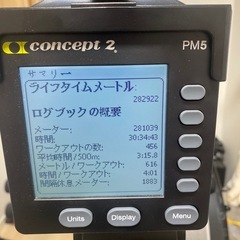 concept 2
PM5
サマリー
ライフタイムメートル:
282922
ログブックの概要
メーター: 281039
時間: 30:34:43
ワークアウトの数: 456
平均時間/500m: 3:15.8
メートル/ワークアウト: 616
時間/ワークアウト: 4:01
間隔休息メーター: 1883
Units
Display
Menu